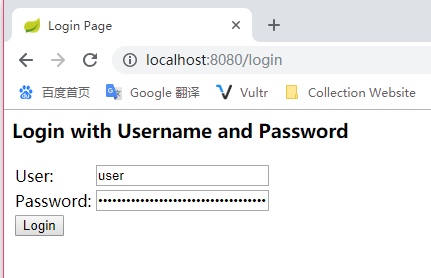 Login Page
localhost:8080/login
百度首页 Google 翻译 Vultr Collection Website
Login with Username and Password
User: user
Password: ••••••••••••••••••••••••••••••••••••
Login